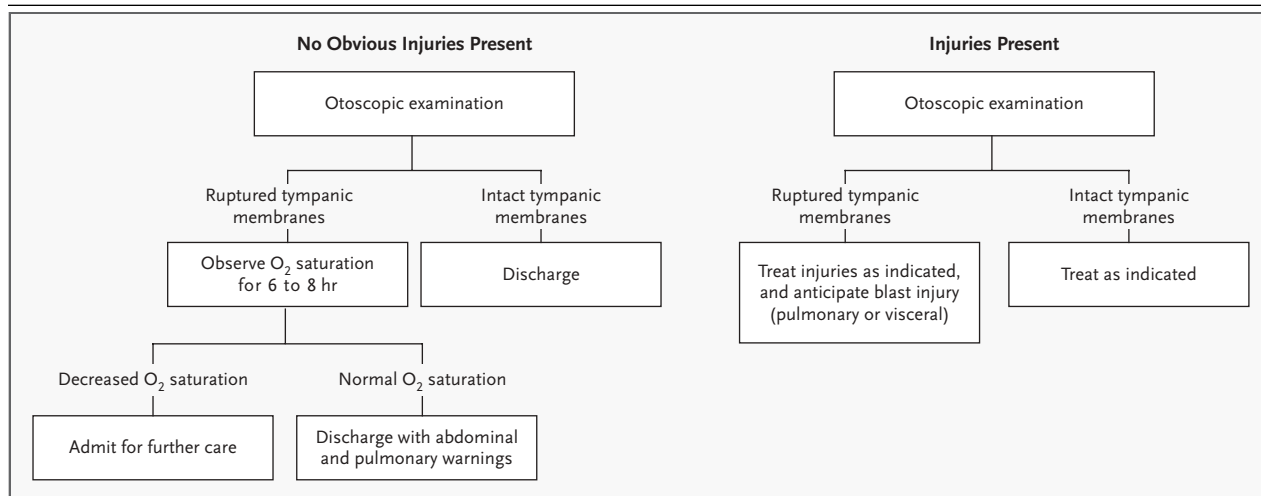 No Obvious Injuries Present
Otoscopic examination
Ruptured tympanic
membranes
Intact tympanic
membranes
Observe O₂ saturation
for 6 to 8 hr
Discharge
Decreased O₂ saturation
Normal O₂ saturation
Admit for further care
Discharge with abdominal
and pulmonary warnings
Injuries Present
Otoscopic examination
Ruptured tympanic
membranes
Intact tympanic
membranes
Treat injuries as indicated,
and anticipate blast injury
(pulmonary or visceral)
Treat as indicated